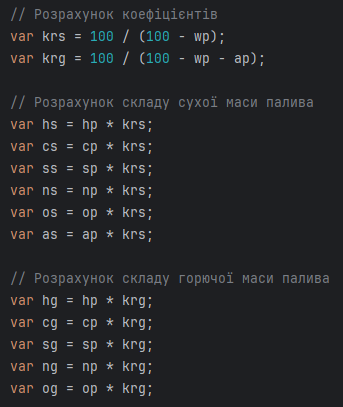 // Розрахунок коефіцієнтів
var krs = 100 / (100 - wp);
var krg = 100 / (100 - wp - ap);
// Розрахунок складу сухої маси палива
var hs = hp * krs;
var cs = cp * krs;
var ss = sp * krs;
var ns = np * krs;
var os = op * krs;
var as = ap * krs;
// Розрахунок складу горючої маси палива
var hg = hp * krg;
var cg = cp * krg;
var sg = sp * krg;
var ng = np * krg;
var og = op * krg;